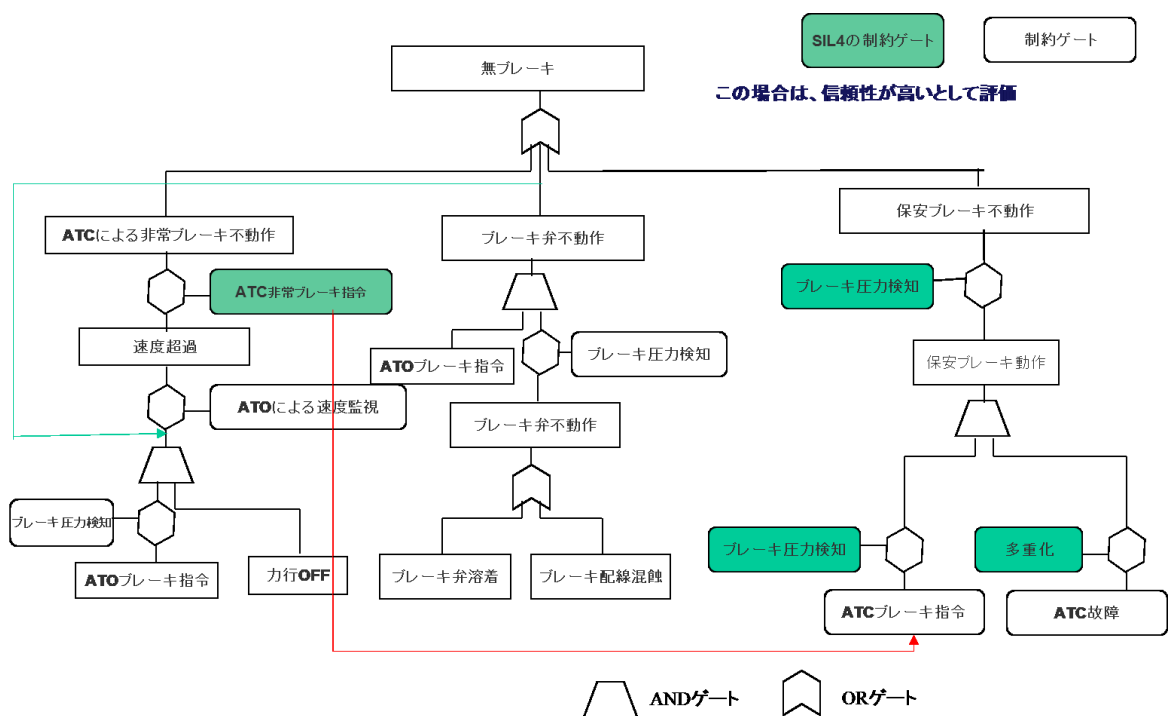 SIL4の制約ゲート
制約ゲート
この場合は、信頼性が高いとして評価
無ブレーキ
ATCによる非常ブレーキ不動作
ブレーキ弁不動作
保安ブレーキ不動作
ATC非常ブレーキ指令
ブレーキ圧力検知
速度超過
ATOブレーキ指令
ブレーキ圧力検知
保安ブレーキ動作
ATOによる速度監視
ブレーキ弁不動作
ブレーキ圧力検知
ATOブレーキ指令
力行OFF
ブレーキ弁溶着
ブレーキ配線混蝕
ブレーキ圧力検知
多重化
ATCブレーキ指令
ATC故障
ANDゲート
ORゲート